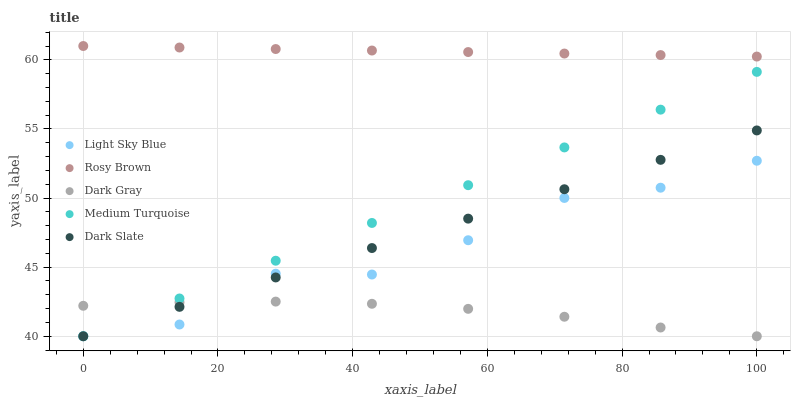 title
yaxis_label
60
55
50
45
40
Light Sky Blue
Rosy Brown
Dark Gray
Medium Turquoise
Dark Slate
0 20 40 60 80 100
xaxis_label